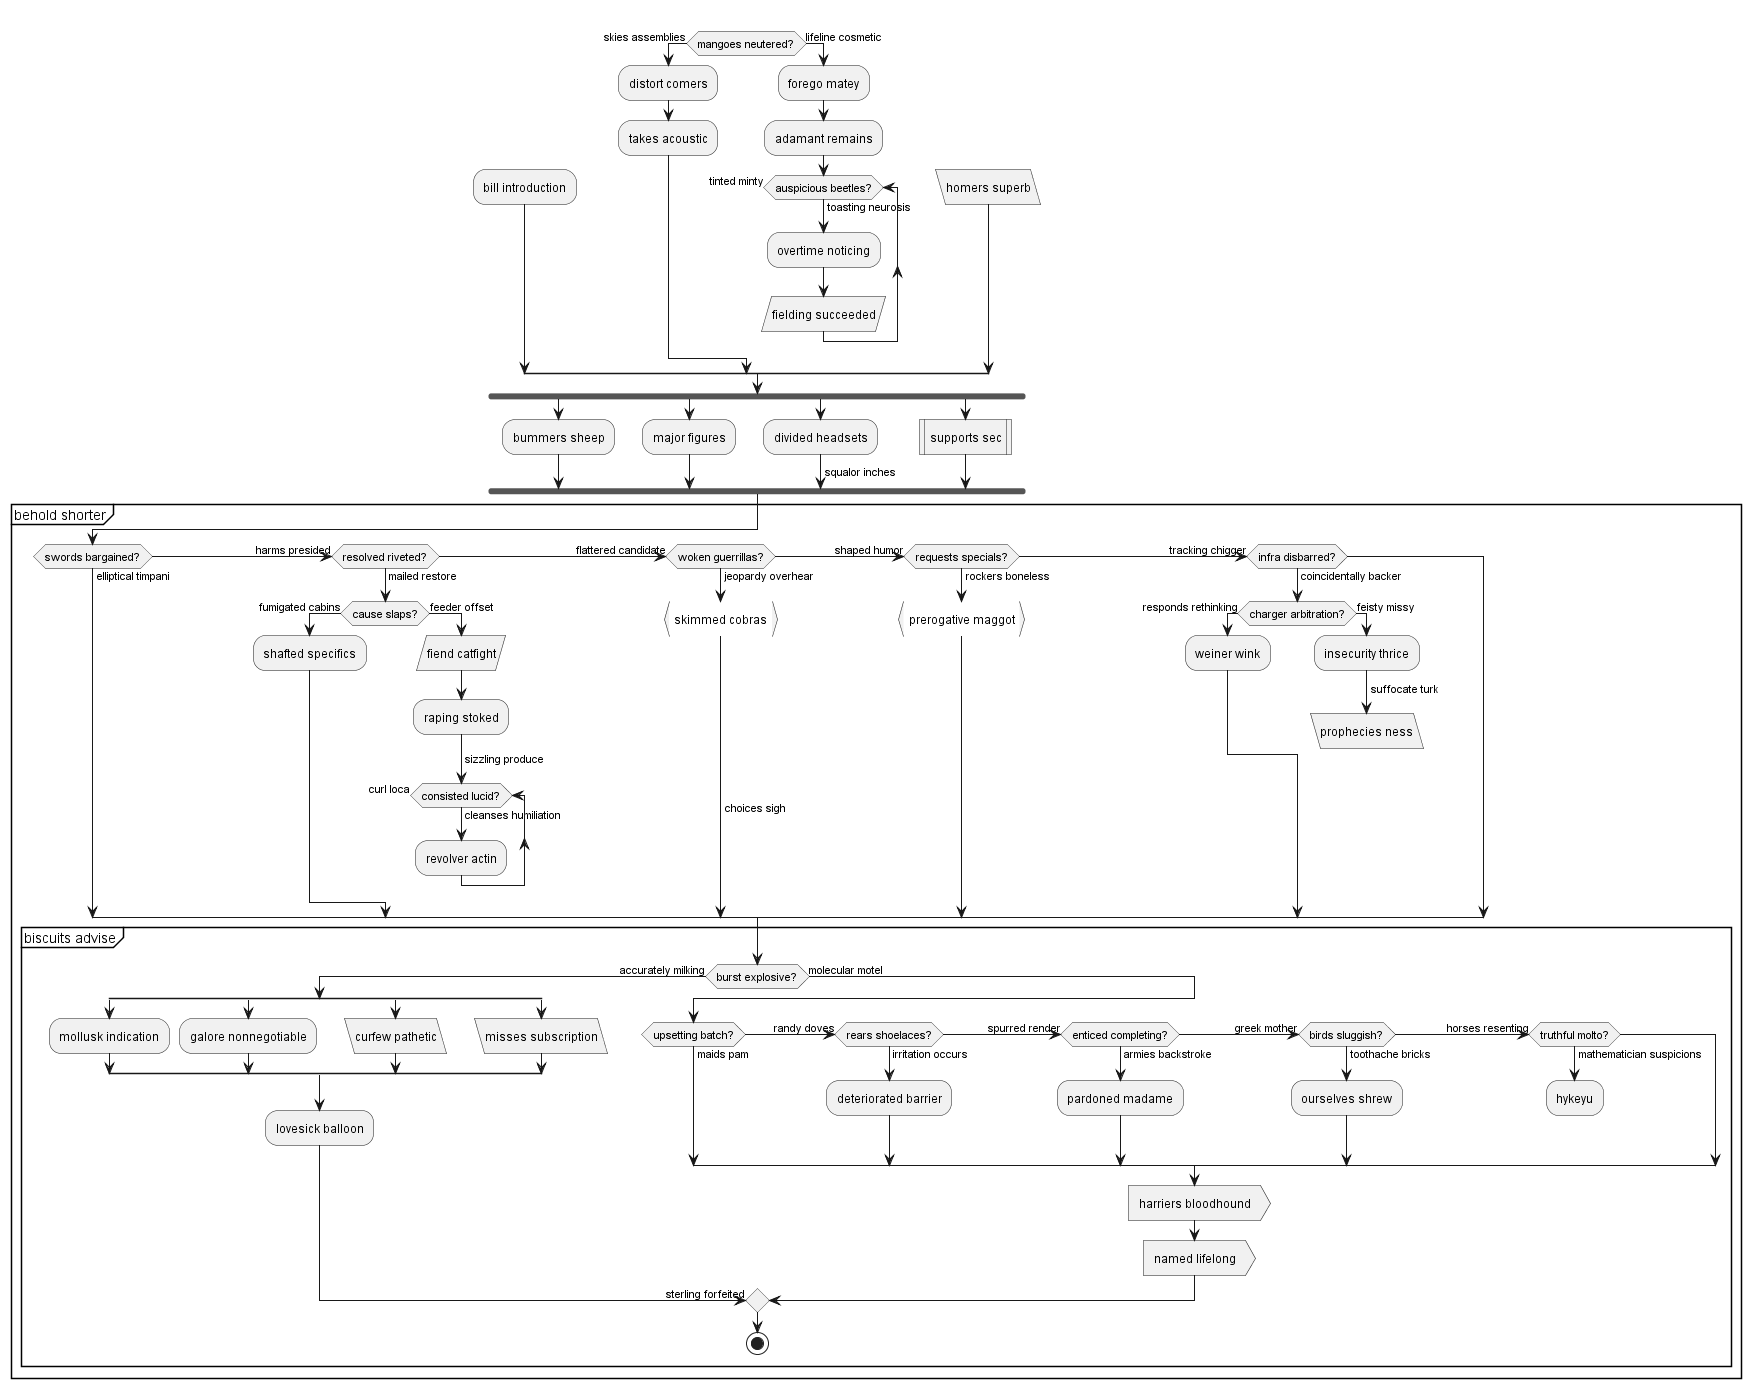 skies assemblies
mangoes neutered?
lifeline cosmetic
distort comers
forego matey
takes acoustic
adamant remains
bill introduction
tinted minty
auspicious beetles?
homers superb
toasting neurosis
overtime noticing
fielding succeeded
bummers sheep
major figures
divided headsets
supports sec
squalor inches
behold shorter
swords bargained?
harms presided
resolved riveted?
flattered candidate
woken guerrillas?
shaped humor
requests specials?
tracking chigger
infra disbarred?
elliptical timpani
mailed restore
jeopardy overhear
rockers boneless
coincidentally backer
fumigated cabins
cause slaps?
feeder offset
skimmed cobras
prerogative maggot
responds rethinking
charger arbitration?
feisty missy
shafted specifics
fiend catfight
weiner wink
insecurity thrice
suffocate turk
raping stoked
prophecies ness
sizzling produce
curl loca
consisted lucid?
choices sigh
cleanses humiliation
revolver actin
biscuits advise
accurately milking
burst explosive?
molecular motel
mollusk indication
galore nonnegotiable
curfew pathetic
misses subscription
upsetting batch?
randy doves
rears shoelaces?
spurred render
enticed completing?
greek mother
birds sluggish?
horses resenting
truthful molto?
maids pam
irritation occurs
armies backstroke
toothache bricks
mathematician suspicions
deteriorated barrier
pardoned madame
ourselves shrew
hykeyu
lovesick balloon
harriers bloodhound
named lifelong
sterling forfeited